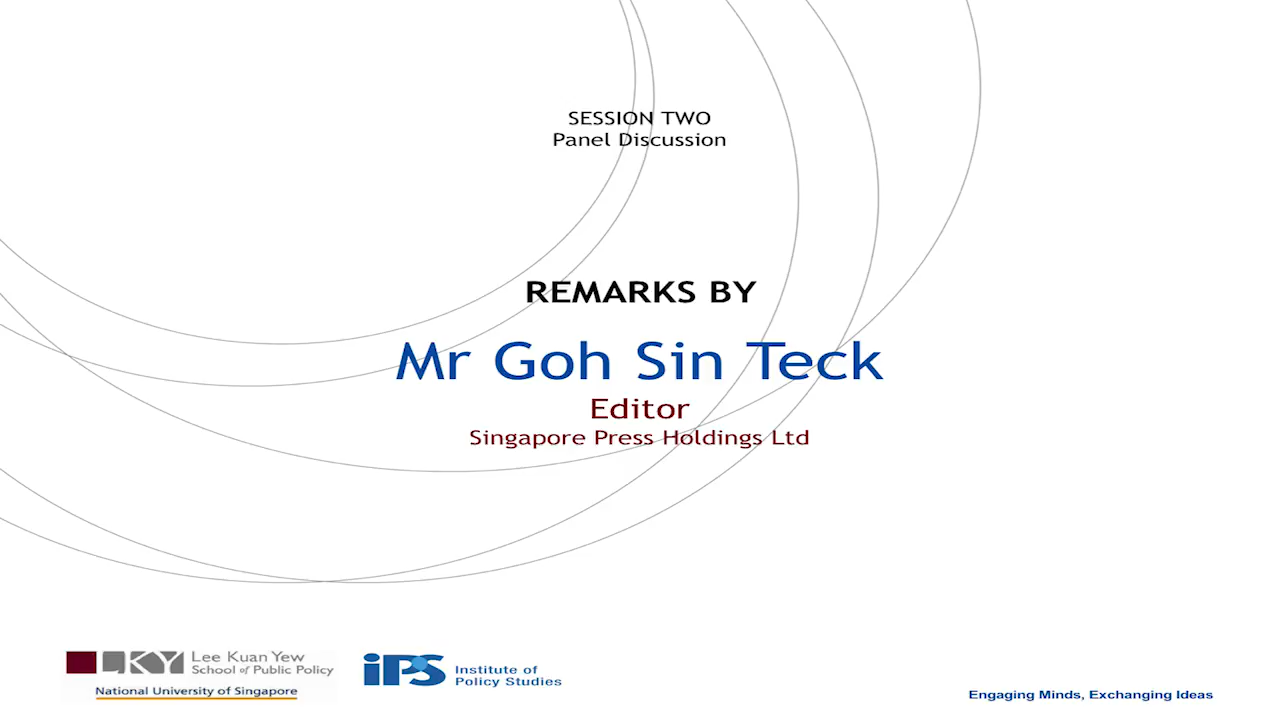 SESSION TWO
Panel Discussion
REMARKS BY
Mr Goh Sin Teck
Editor
Singapore Press Holdings Ltd
LKY Lee Kuan Yew
School of Public Policy
National University of Singapore
iPS Institute of
Policy Studies
Engaging Minds, Exchanging Ideas